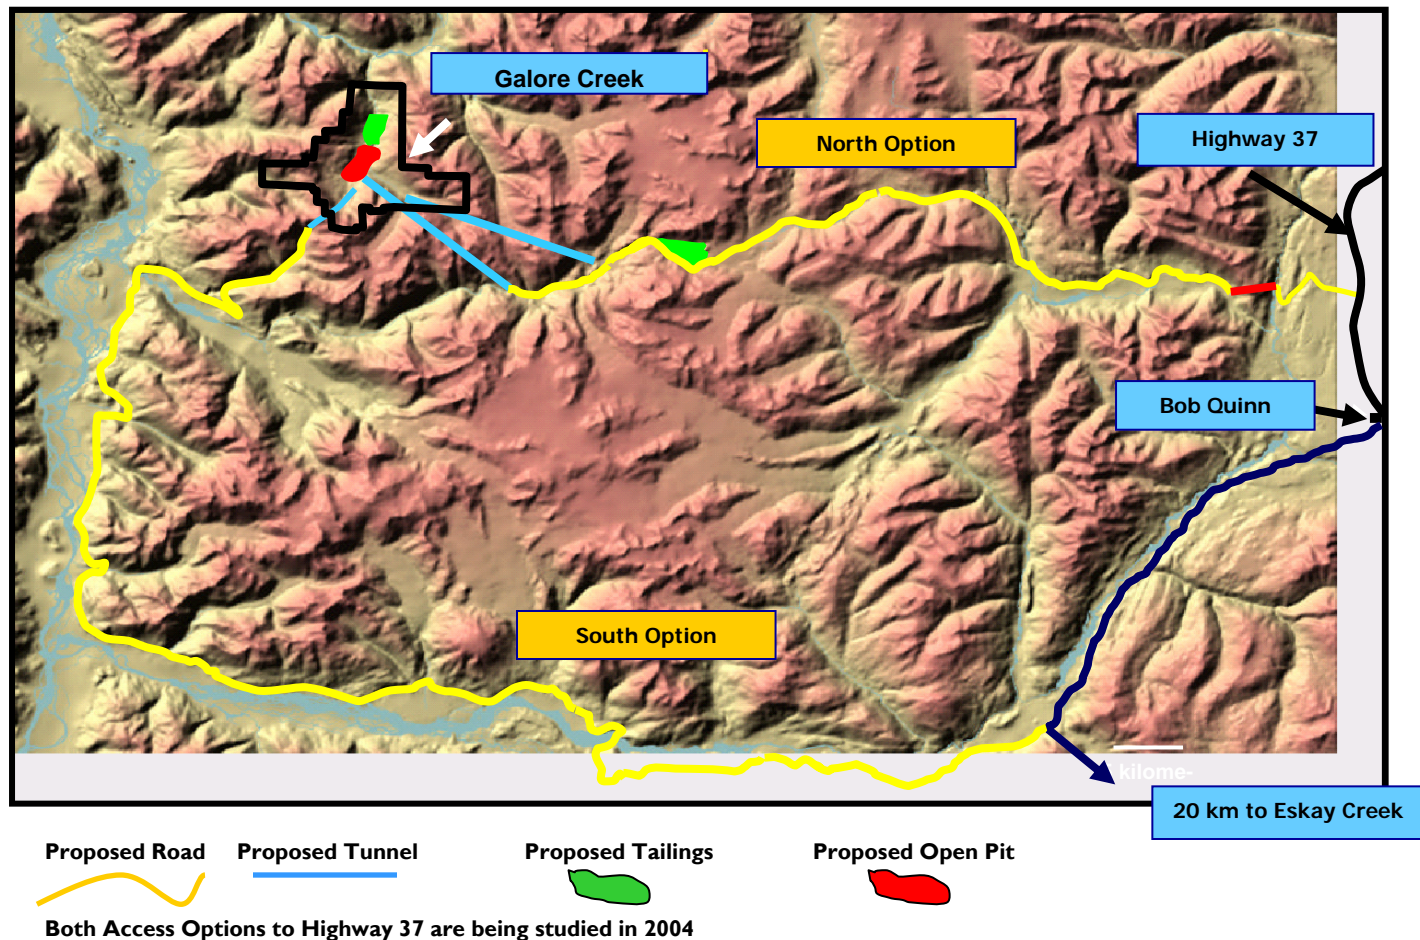 Galore Creek
North Option
Highway 37
Bob Quinn
South Option
kilome-
20 km to Eskay Creek
Proposed Road
Proposed Tunnel
Proposed Tailings
Proposed Open Pit
Both Access Options to Highway 37 are being studied in 2004